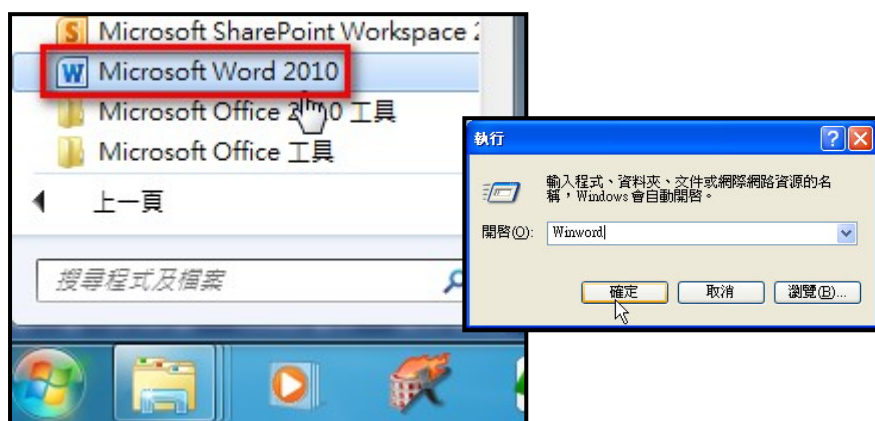 Microsoft SharePoint Workspace 2
Microsoft Word 2010
Microsoft Office 2010 工具
Microsoft Office 工具
上一頁
搜尋程式及檔案
執行
輸入程式、資料夾、文件或網際網路資源的名
稱，Windows 會自動開啓。
開啓(O):
Winword
確定
取消
瀏覽(B)...